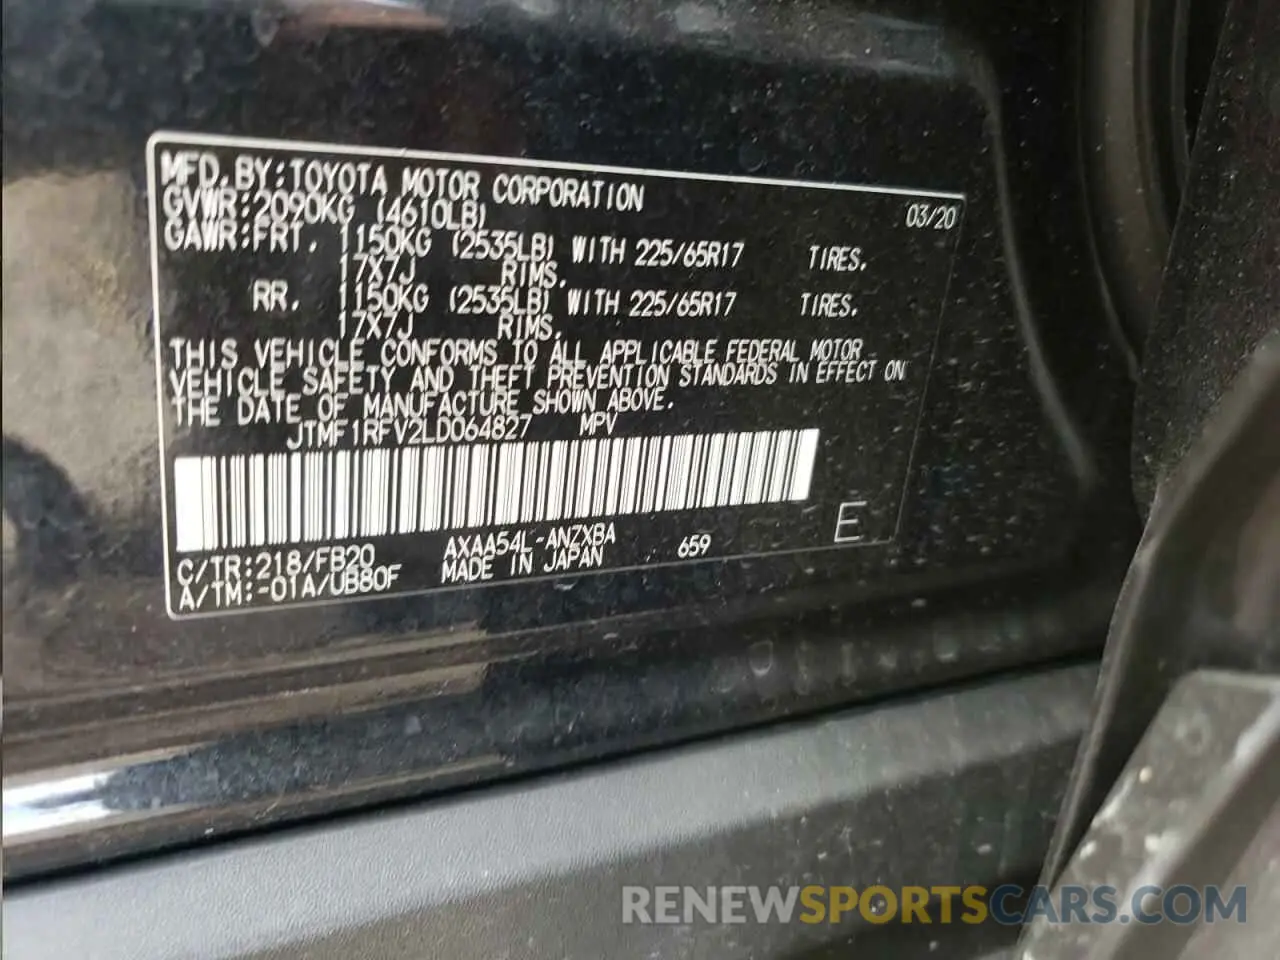 MFD.BY:TOYOTA MOTOR CORPORATION 03/20
GVWR:2090KG (4610LB)
GAWR:FRT. 1150KG (2535LB) WITH 225/65R17 TIRES.
17X7J RIMS.
RR. 1150KG (2535LB) WITH 225/65R17 TIRES.
17X7J RIMS.
THIS VEHICLE CONFORMS TO ALL APPLICABLE FEDERAL MOTOR
VEHICLE SAFETY AND THEFT PREVENTION STANDARDS IN EFFECT ON
THE DATE OF MANUFACTURE SHOWN ABOVE.
JTMF1RFV2LD064827 MPV
C/TR:218/FB20 AXAA54L-ANZXBA 659 E
A/TM:-01A/UB80F MADE IN JAPAN
RENEWSPORTSCARS.COM